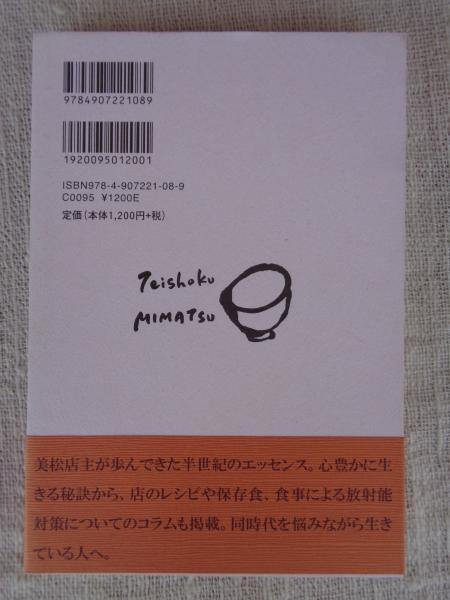 9784907221089
1920095012001
ISBN978-4-907221-08-9
C0095 ¥1200E
定価(本体1,200円+税)
Teishoku
MIMATSU
美松店主が歩んできた半世紀のエッセンス。心豊かに生
きる秘訣から、店のレシピや保存食、食事による放射能
対策についてのコラムも掲載。同時代を悩みながら生き
ている人へ。